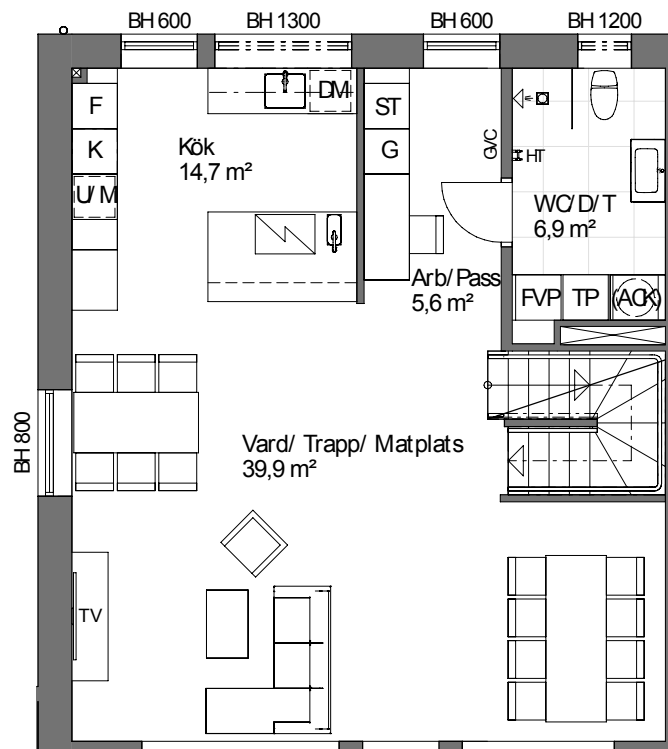 BH 600
BH 1300
BH 600
BH 1200
F
DM
ST
K
Kök
14,7 m²
G
GVC
HT
U/ M
WC/ D/ T
6,9 m²
Arb/ Pass
5,6 m²
FVP
TP
(ACK)
BH 800
Vard/ Trapp/ Matplats
39,9 m²
TV